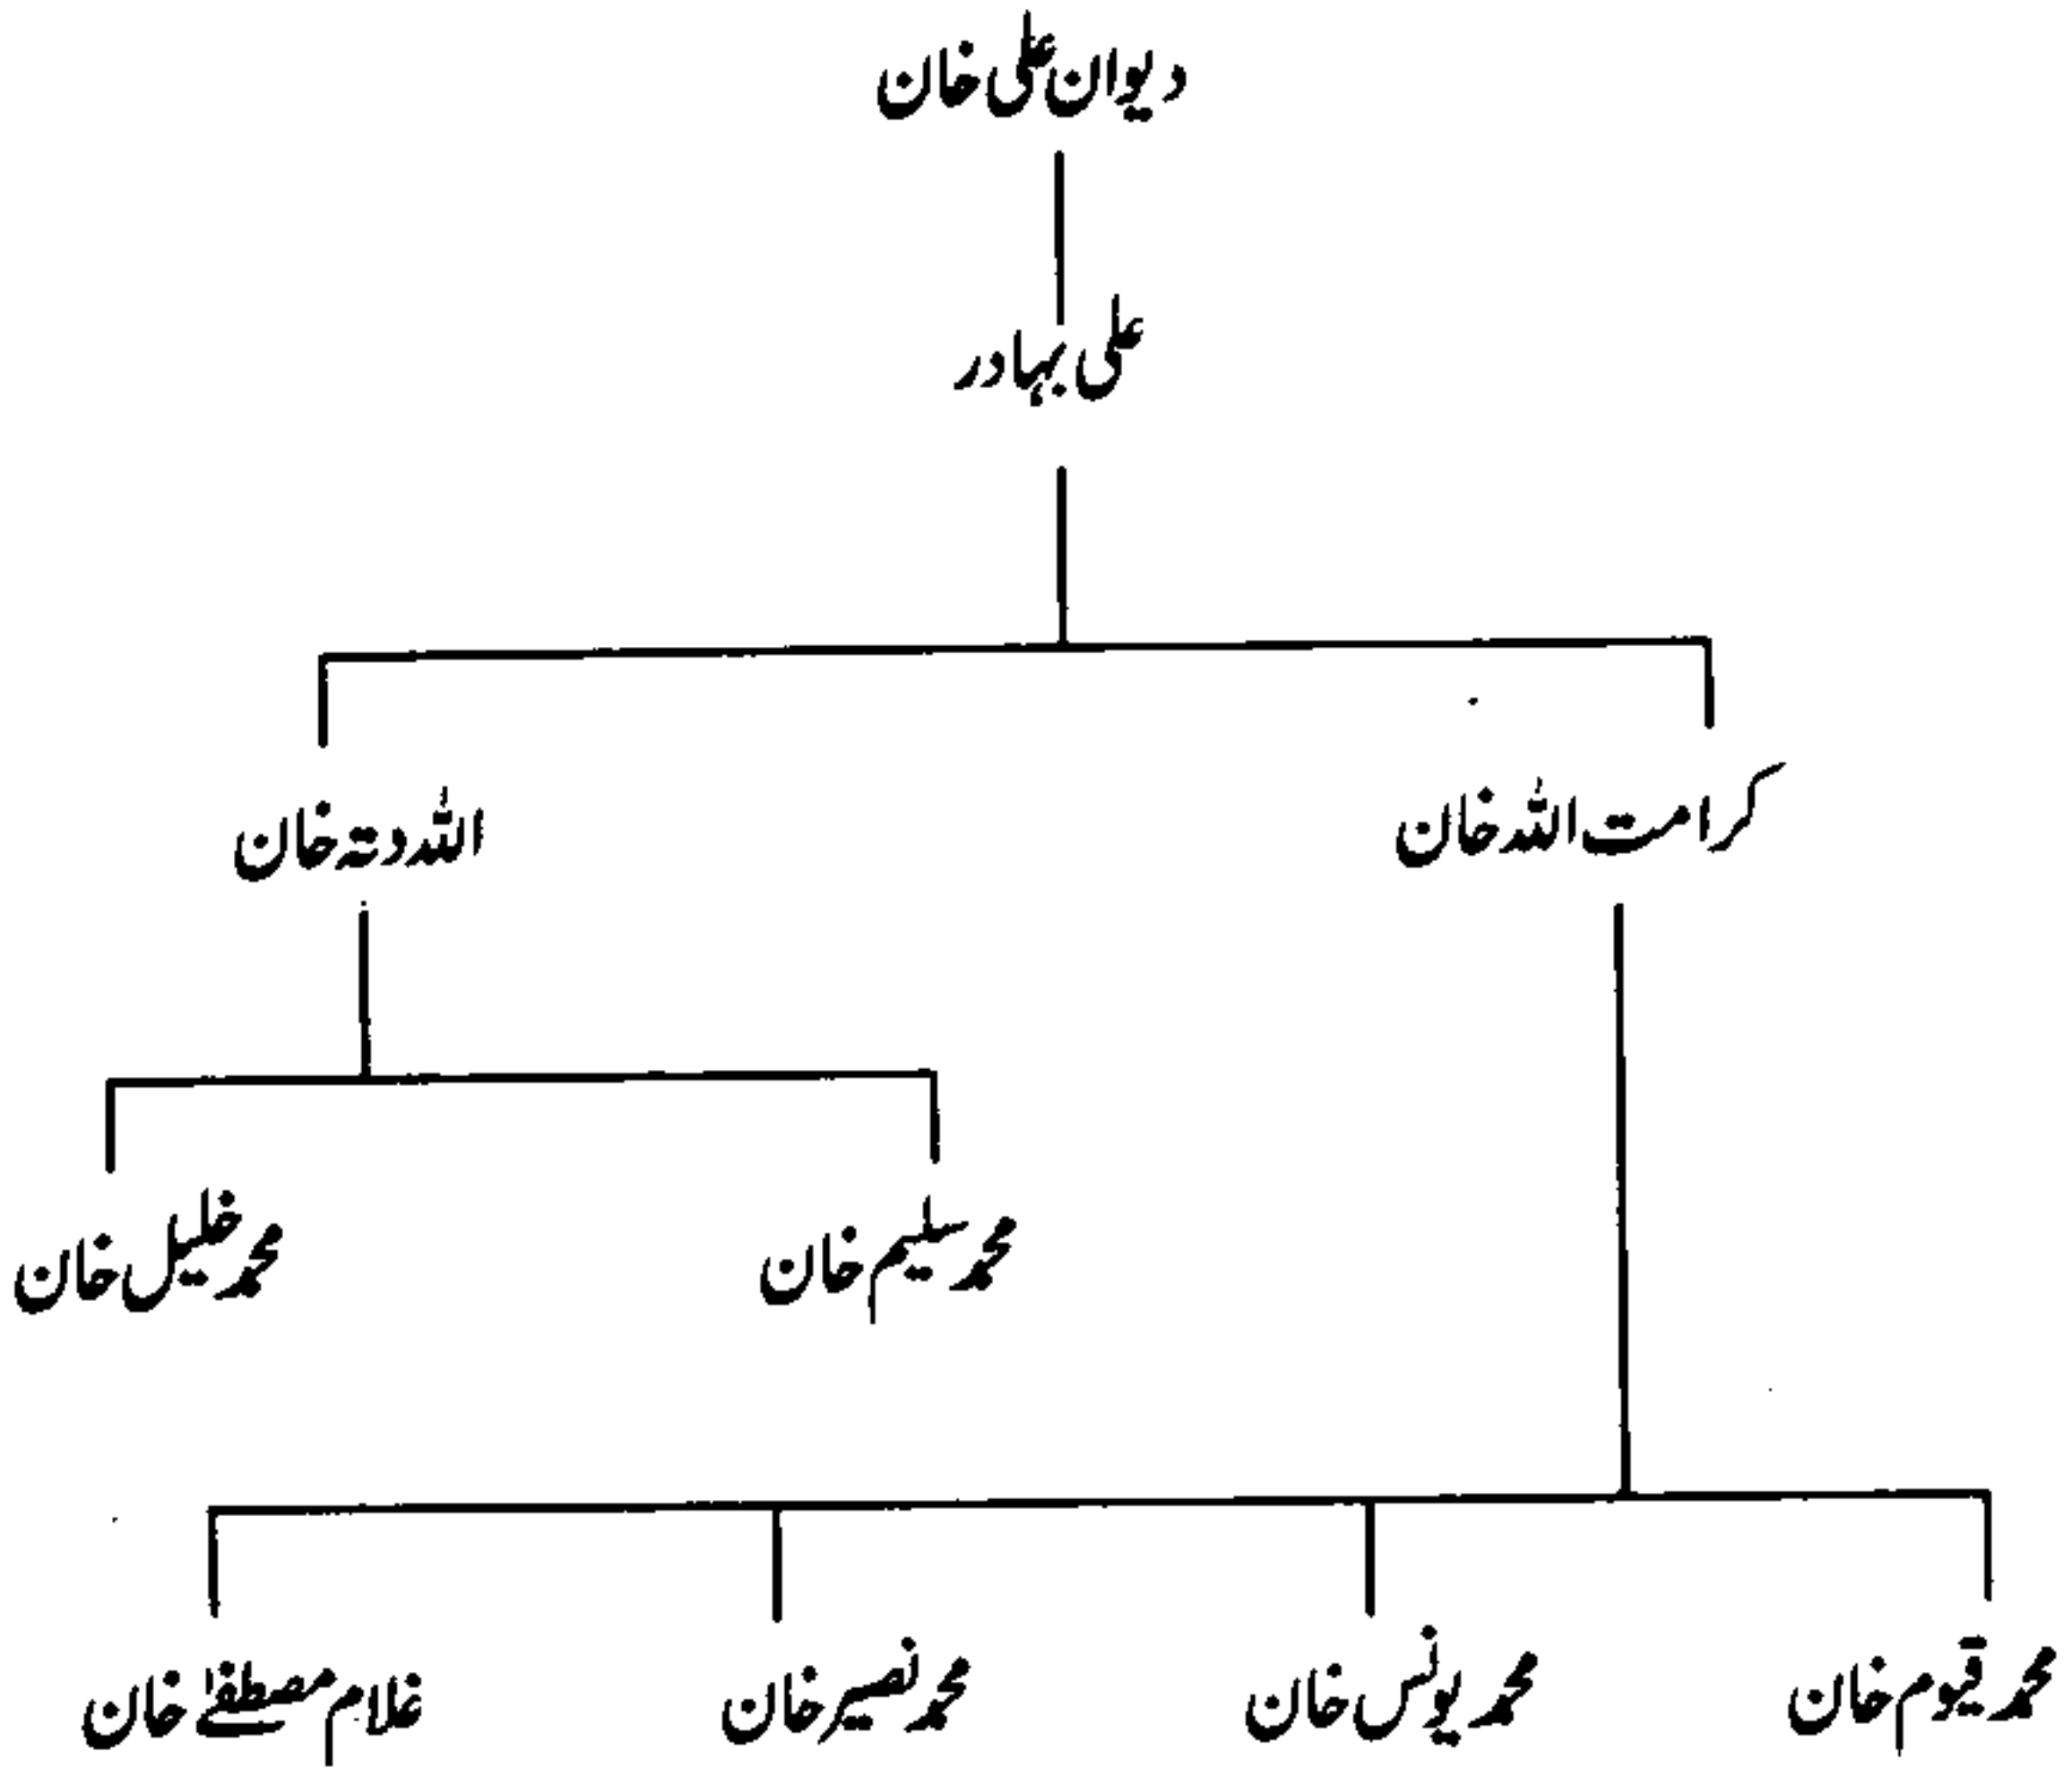 دیوان علی خان
علی بہادر
کرامت اللہ خان
اللہ دتہ خان
محمد سلیم خان
محمد خلیل خان
محمد قیوم خان
محمد یونس خان
محمد نصیر خان
غلام مصطفےٰ خان